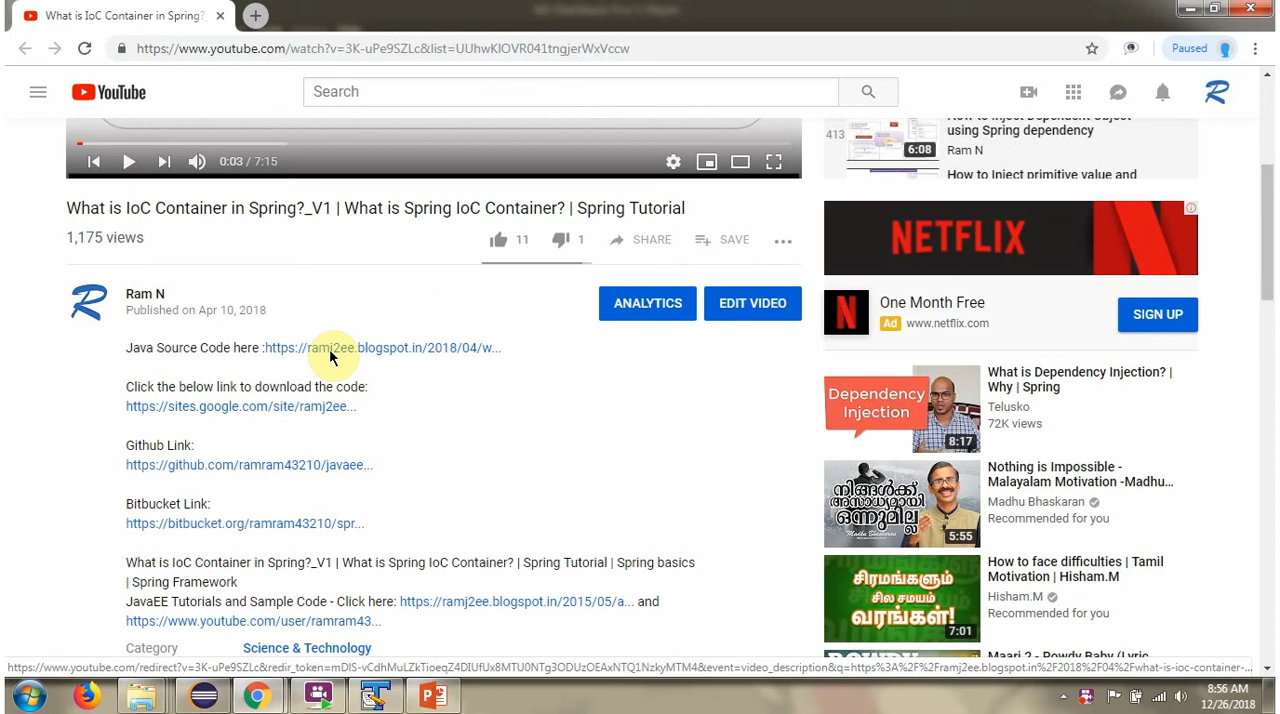 What is IoC Container in Spring?_
https://www.youtube.com/watch?v=3K-uPe9SZLc&list=UUhwKlOVR041tngjerWxVccw
Paused
YouTube
Search
0:03 / 7:15
413
using Spring dependency
Ram N
6:08
How to Inject primitive value and
What is IoC Container in Spring?_V1 | What is Spring IoC Container? | Spring Tutorial
1,175 views
11
1
SHARE
SAVE
NETFLIX
One Month Free
Ad www.netflix.com
SIGN UP
Ram N
Published on Apr 10, 2018
ANALYTICS
EDIT VIDEO
Java Source Code here :https://ramj2ee.blogspot.in/2018/04/w...
Click the below link to download the code:
https://sites.google.com/site/ramj2ee...
Github Link:
https://github.com/ramram43210/javaee...
Bitbucket Link:
https://bitbucket.org/ramram43210/spr...
What is IoC Container in Spring?_V1 | What is Spring IoC Container? | Spring Tutorial | Spring basics
| Spring Framework
JavaEE Tutorials and Sample Code - Click here: https://ramj2ee.blogspot.in/2015/05/a... and
https://www.youtube.com/user/ramram43...
Category
Science & Technology
Dependency
Injection
8:17
What is Dependency Injection? |
Why | Spring
Telusko
72K views
നിങ്ങൾക്ക്
അസാധ്യമായി
ഒന്നുമില്ല
5:55
Nothing is Impossible -
Malayalam Motivation -Madhu...
Madhu Bhaskaran
Recommended for you
சிரமங்களும்
சில சமயம்
வரங்கள்!
7:01
How to face difficulties | Tamil
Motivation | Hisham.M
Hisham.M
Recommended for you
Maari 2 - Rowdy Baby (Lyric
8:56 AM
12/26/2018